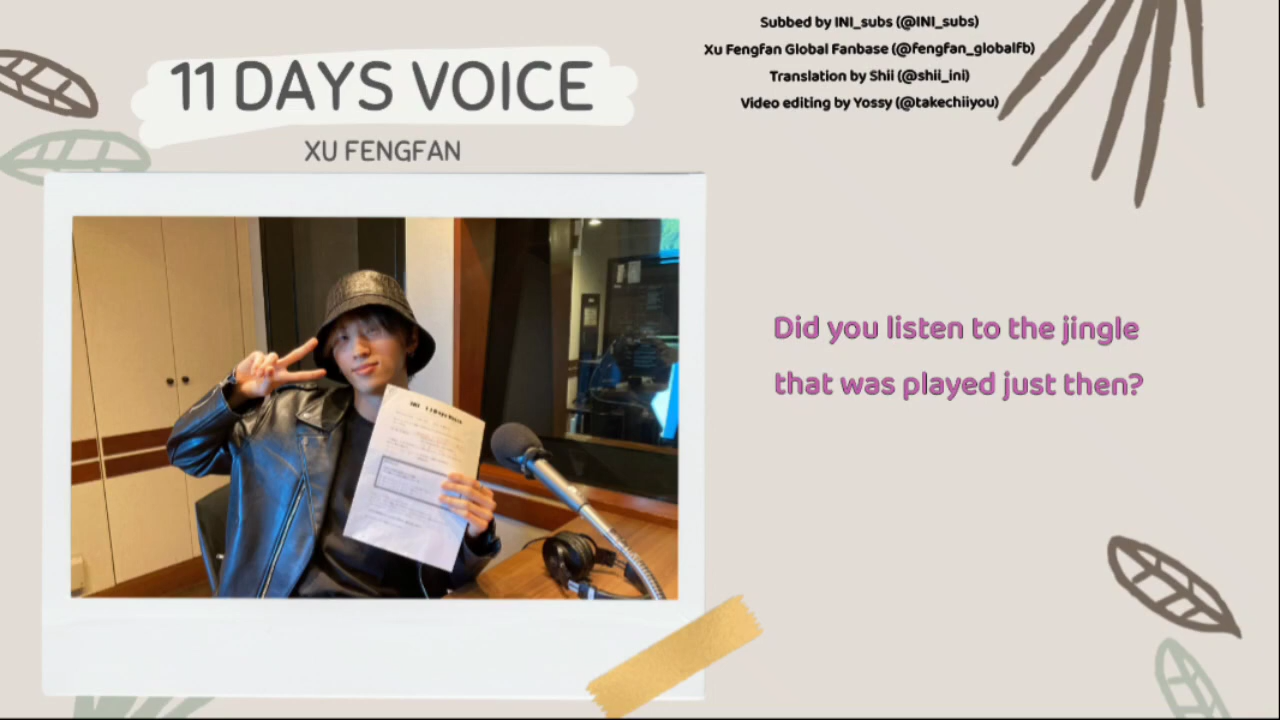 11 DAYS VOICE
XU FENGFAN
Subbed by INI_subs (@INI_subs)
Xu Fengfan Global Fanbase (@fengfan_globalfb)
Translation by Shii (@shii_ini)
Video editing by Yossy (@takechiiyou)
Did you listen to the jingle
that was played just then?